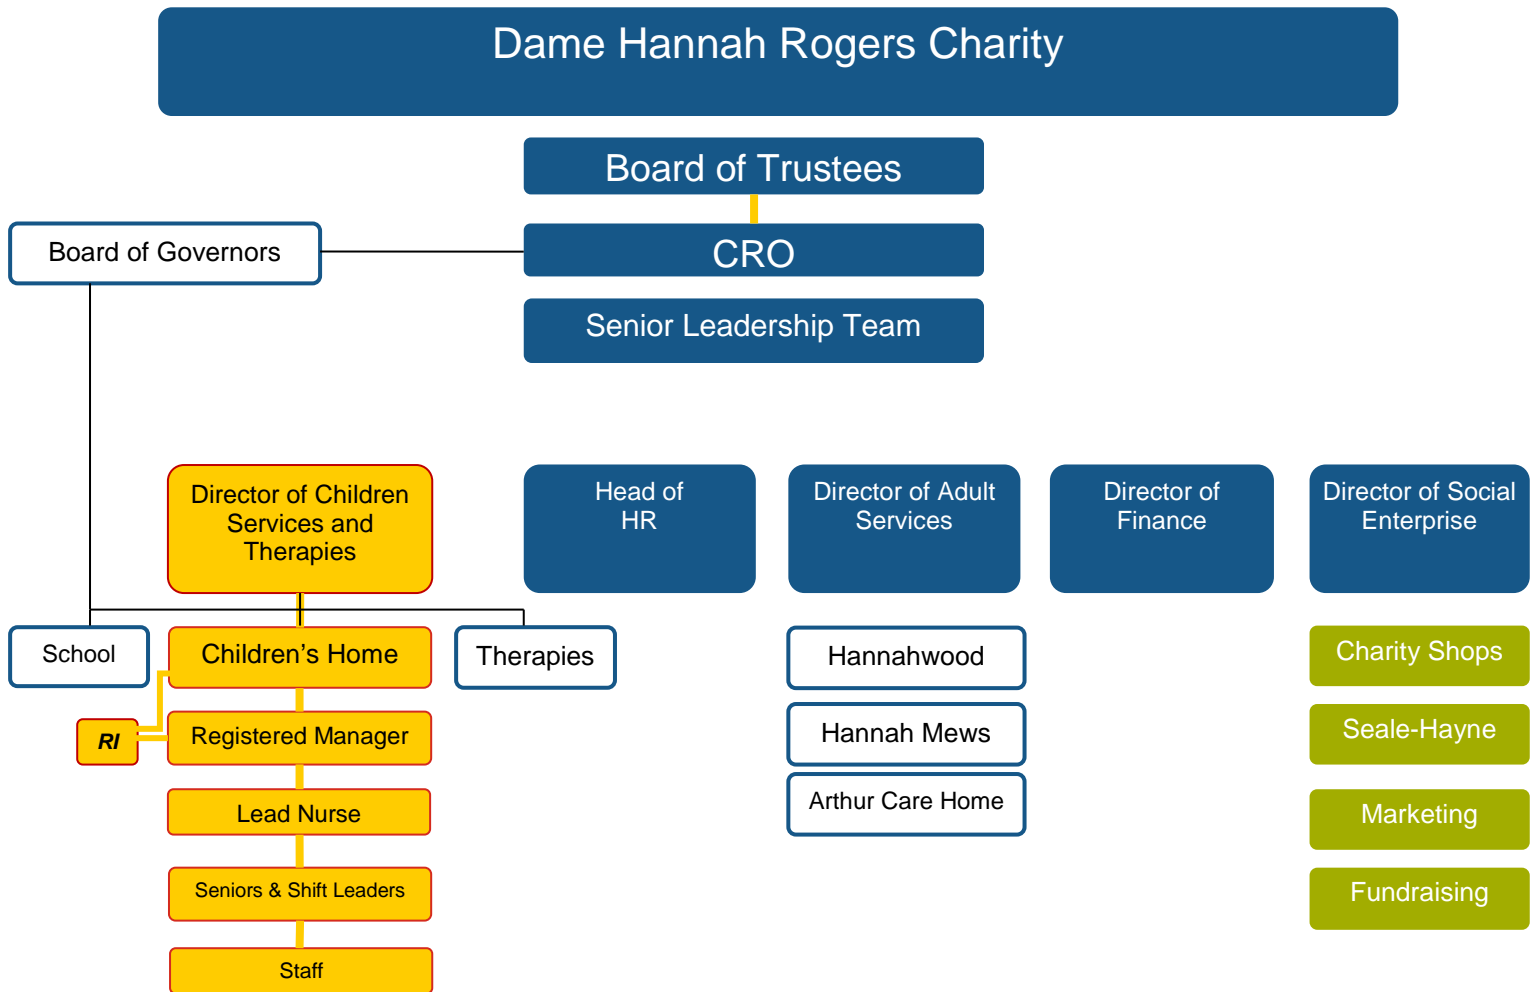 Dame Hannah Rogers Charity
Board of Trustees
Board of Governors
CRO
Senior Leadership Team
Director of Children
Services and
Therapies
Head of
HR
Director of Adult
Services
Director of
Finance
Director of Social
Enterprise
School
Children's Home
Therapies
Hannahwood
Charity Shops
RI
Registered Manager
Hannah Mews
Seale-Hayne
Lead Nurse
Arthur Care Home
Marketing
Seniors & Shift Leaders
Fundraising
Staff